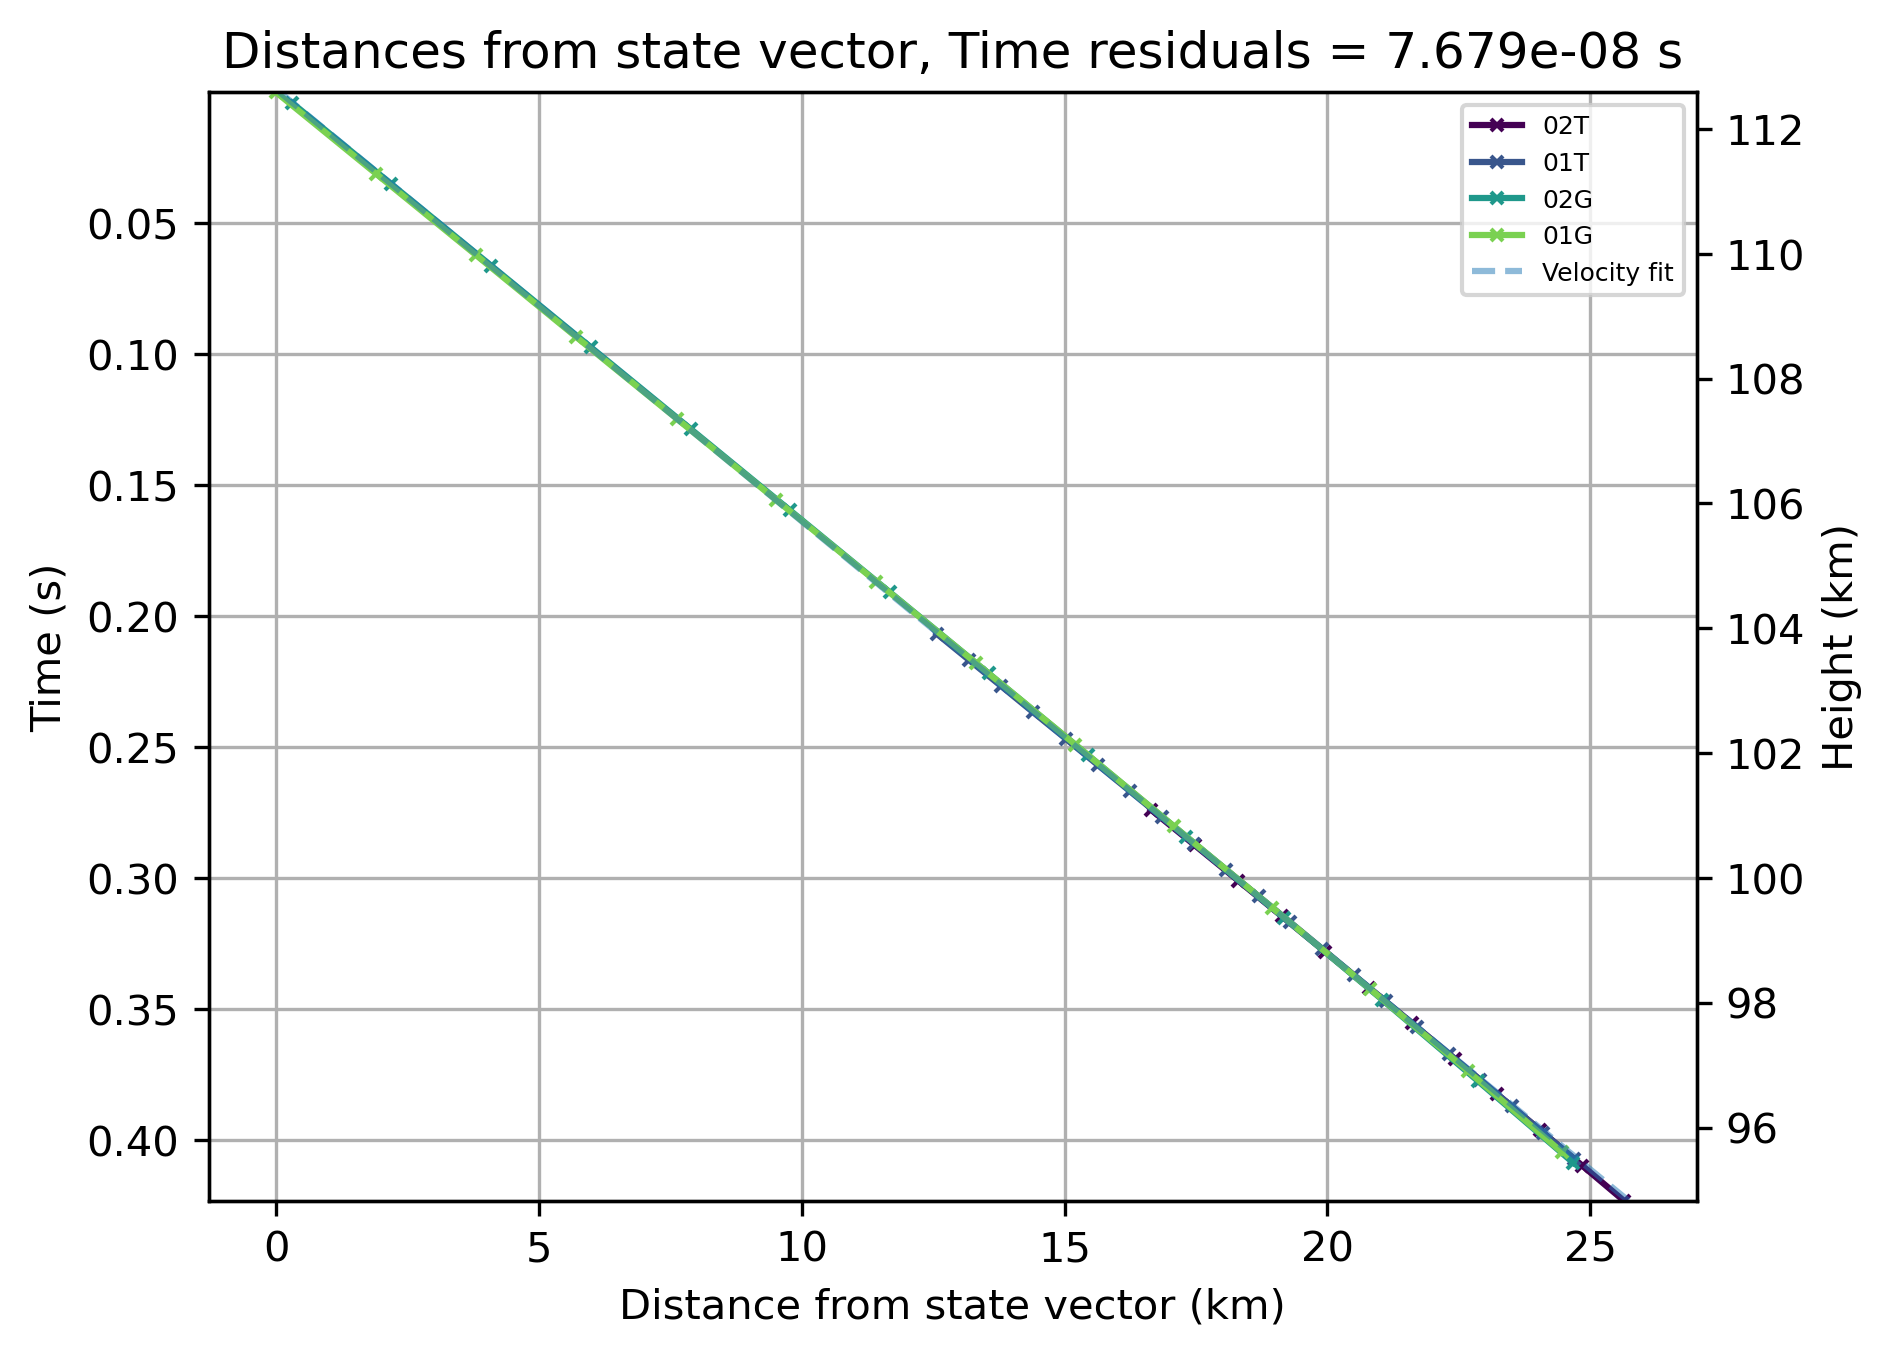 Distances from state vector, Time residuals = 7.679e-08 s
02T
01T
02G
01G
Velocity fit
Time (s)
0.05
0.10
0.15
0.20
0.25
0.30
0.35
0.40
112
110
108
106
104
102
100
98
96
Height (km)
0 5 10 15 20 25
Distance from state vector (km)